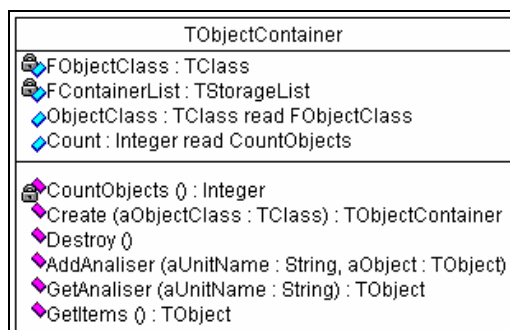 TObjectContainer
FObjectClass : TClass
FContainerList : TStorageList
ObjectClass : TClass read FObjectClass
Count : Integer read CountObjects
CountObjects () : Integer
Create (aObjectClass : TClass) : TObjectContainer
Destroy ()
AddAnaliser (aUnitName : String, aObject : TObject)
GetAnaliser (aUnitName : String) : TObject
GetItems () : TObject